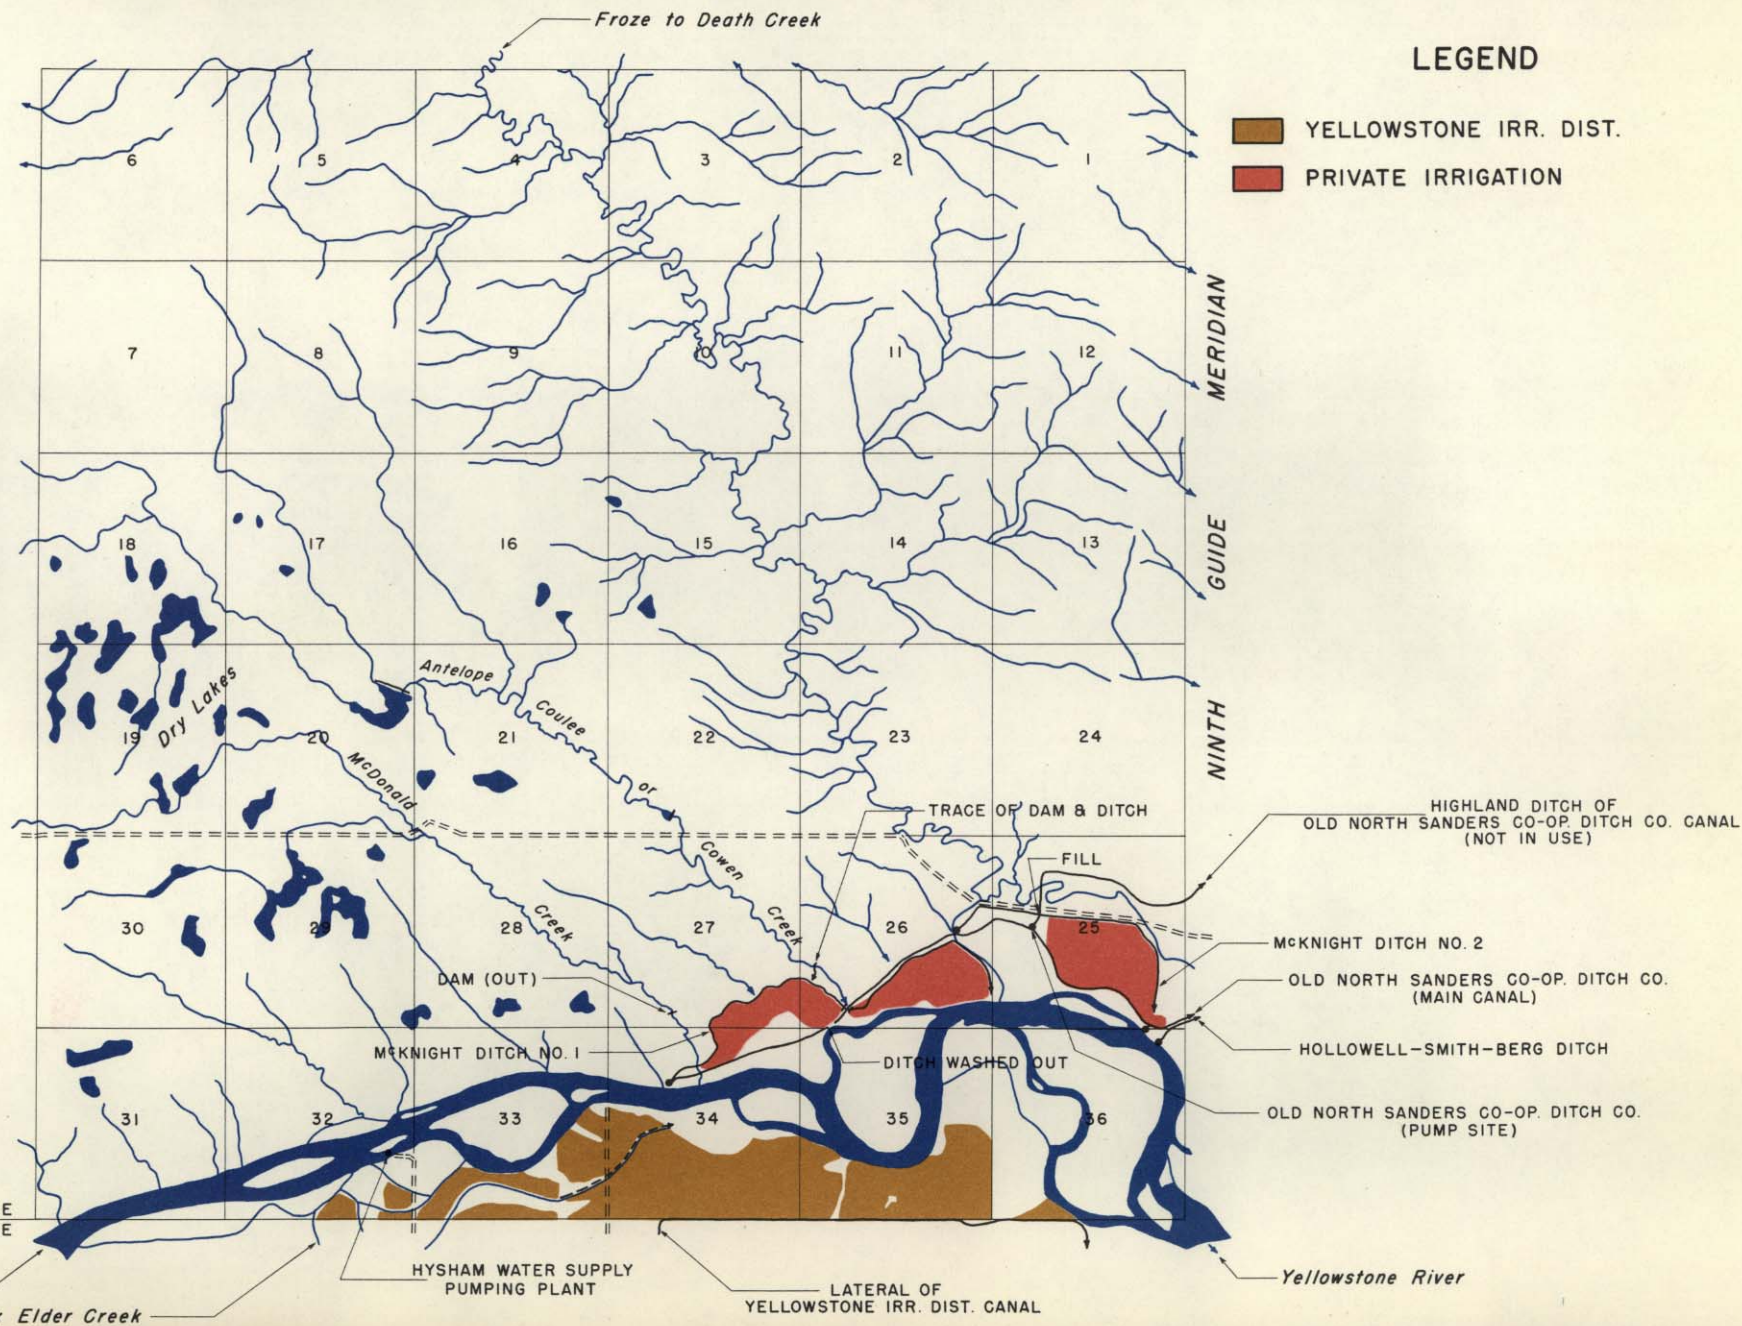 Froze to Death Creek
LEGEND
YELLOWSTONE IRR. DIST.
PRIVATE IRRIGATION
6
5
4
3
2
1
7
8
9
10
11
12
MERIDIAN
18
17
16
15
14
13
GUIDE
19
20
21
22
23
24
NINTH
Dry Lakes
Antelope
Coulee
or
Cowen
Creek
McDonald
Creek
TRACE OF DAM & DITCH
HIGHLAND DITCH OF
OLD NORTH SANDERS CO-OP. DITCH CO. CANAL
(NOT IN USE)
FILL
30
29
28
27
26
25
McKNIGHT DITCH NO. 2
DAM (OUT)
OLD NORTH SANDERS CO-OP. DITCH CO.
(MAIN CANAL)
McKNIGHT DITCH NO. 1
DITCH WASHED OUT
HOLLOWELL-SMITH-BERG DITCH
31
32
33
34
35
36
OLD NORTH SANDERS CO-OP. DITCH CO.
(PUMP SITE)
E
E
HYSHAM WATER SUPPLY
PUMPING PLANT
LATERAL OF
YELLOWSTONE IRR. DIST. CANAL
Yellowstone River
Elder Creek